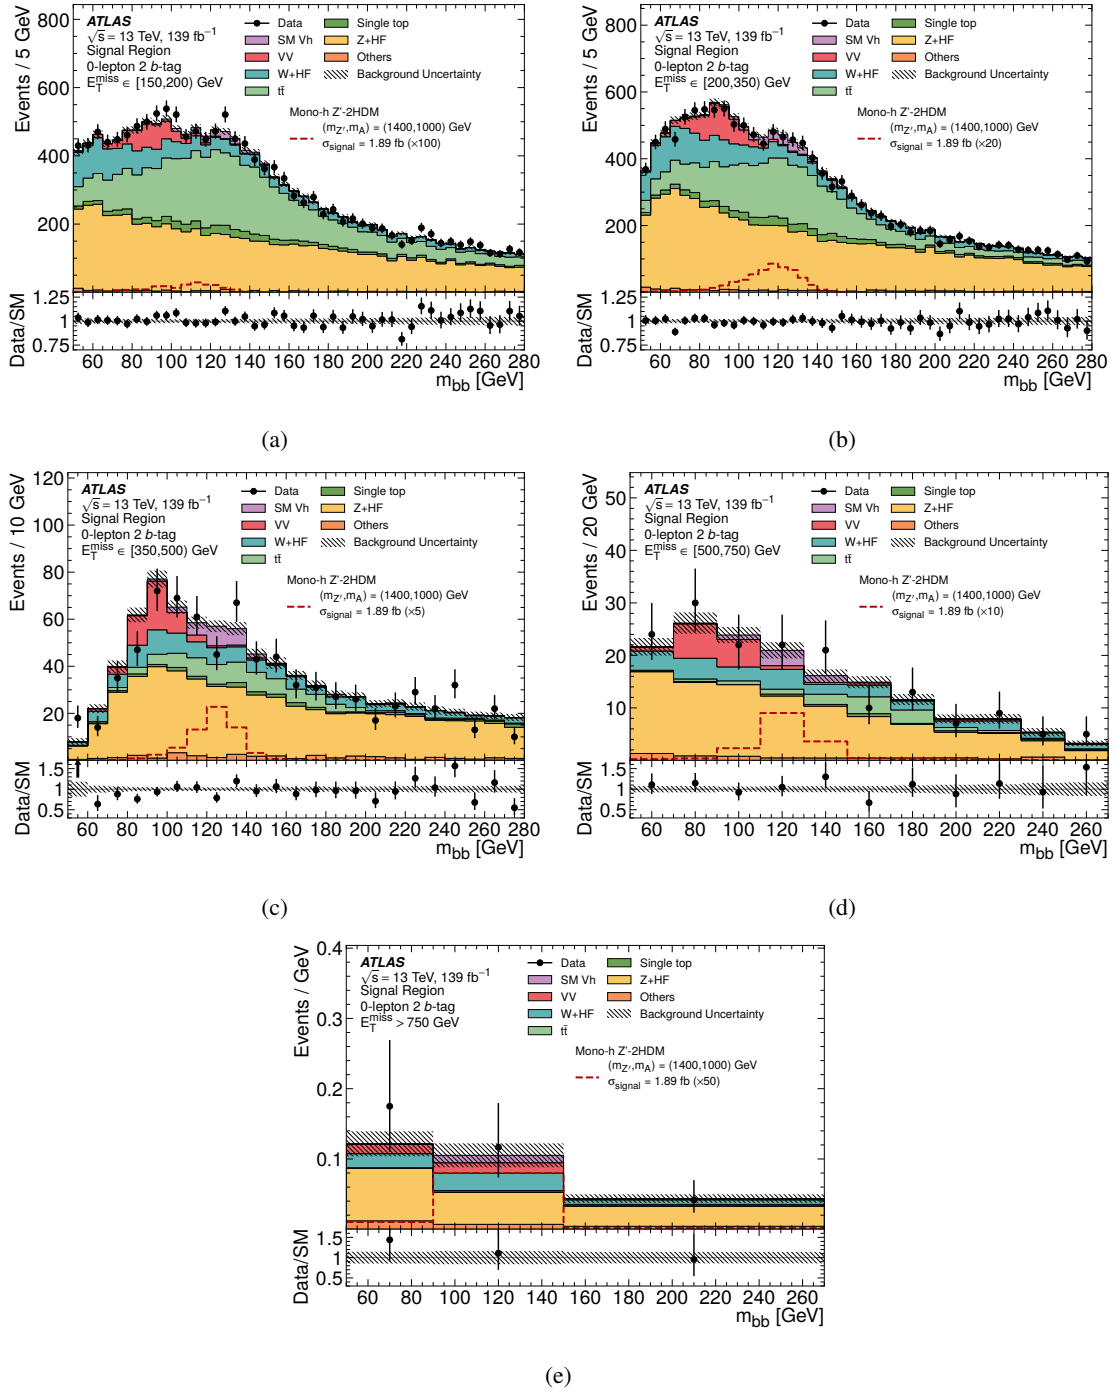 ATLAS
√s = 13 TeV, 139 fb⁻¹
Signal Region
0-lepton 2 b-tag
E_T^miss ∈ [150,200) GeV
Data
SM Vh
VV
W+HF
tt̄
Single top
Z+HF
Others
Background Uncertainty
Mono-h Z'-2HDM
(m_Z', m_A) = (1400,1000) GeV
σ_signal = 1.89 fb (×100)
Events / 5 GeV
800
600
400
200
Data/SM
1.25
1
0.75
60 80 100 120 140 160 180 200 220 240 260 280
m_bb [GeV]
(a)
ATLAS
√s = 13 TeV, 139 fb⁻¹
Signal Region
0-lepton 2 b-tag
E_T^miss ∈ [200,350) GeV
Data
SM Vh
VV
W+HF
tt̄
Single top
Z+HF
Others
Background Uncertainty
Mono-h Z'-2HDM
(m_Z', m_A) = (1400,1000) GeV
σ_signal = 1.89 fb (×20)
Events / 5 GeV
800
600
400
200
Data/SM
1.25
1
0.75
60 80 100 120 140 160 180 200 220 240 260 280
m_bb [GeV]
(b)
ATLAS
√s = 13 TeV, 139 fb⁻¹
Signal Region
0-lepton 2 b-tag
E_T^miss ∈ [350,500) GeV
Data
SM Vh
VV
W+HF
tt̄
Single top
Z+HF
Others
Background Uncertainty
Mono-h Z'-2HDM
(m_Z', m_A) = (1400,1000) GeV
σ_signal = 1.89 fb (×5)
Events / 10 GeV
120
100
80
60
40
20
Data/SM
1.5
1
0.5
60 80 100 120 140 160 180 200 220 240 260 280
m_bb [GeV]
(c)
ATLAS
√s = 13 TeV, 139 fb⁻¹
Signal Region
0-lepton 2 b-tag
E_T^miss ∈ [500,750) GeV
Data
SM Vh
VV
W+HF
tt̄
Single top
Z+HF
Others
Background Uncertainty
Mono-h Z'-2HDM
(m_Z', m_A) = (1400,1000) GeV
σ_signal = 1.89 fb (×10)
Events / 20 GeV
50
40
30
20
10
Data/SM
1.5
1
0.5
60 80 100 120 140 160 180 200 220 240 260
m_bb [GeV]
(d)
ATLAS
√s = 13 TeV, 139 fb⁻¹
Signal Region
0-lepton 2 b-tag
E_T^miss > 750 GeV
Data
SM Vh
VV
W+HF
tt̄
Single top
Z+HF
Others
Background Uncertainty
Mono-h Z'-2HDM
(m_Z', m_A) = (1400,1000) GeV
σ_signal = 1.89 fb (×50)
Events / GeV
0.4
0.3
0.2
0.1
Data/SM
1.5
1
0.5
60 80 100 120 140 160 180 200 220 240 260
m_bb [GeV]
(e)